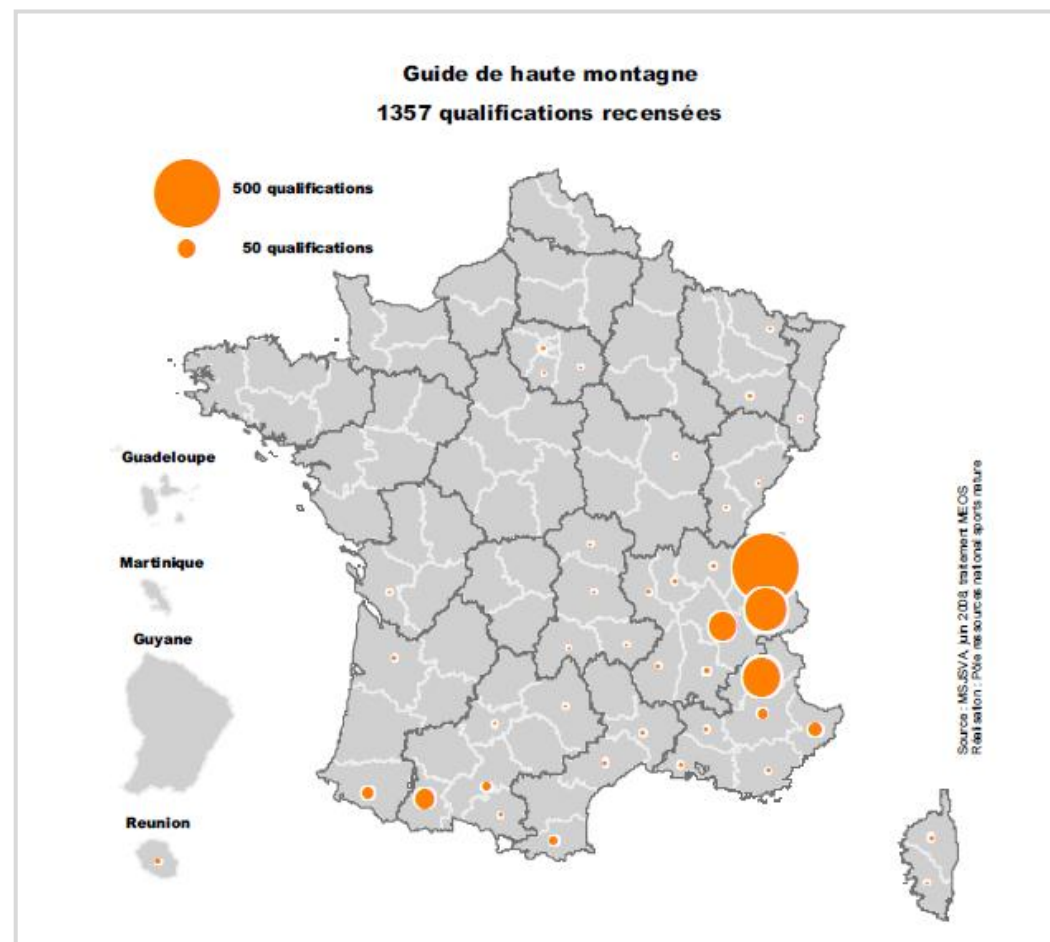 Guide de haute montagne
1357 qualifications recensées
500 qualifications
50 qualifications
Guadeloupe
Martinique
Guyane
Reunion
Source : MSJSVA, juin 2008, traitement MEOS
Réalisation : Pôle ressources national sports nature